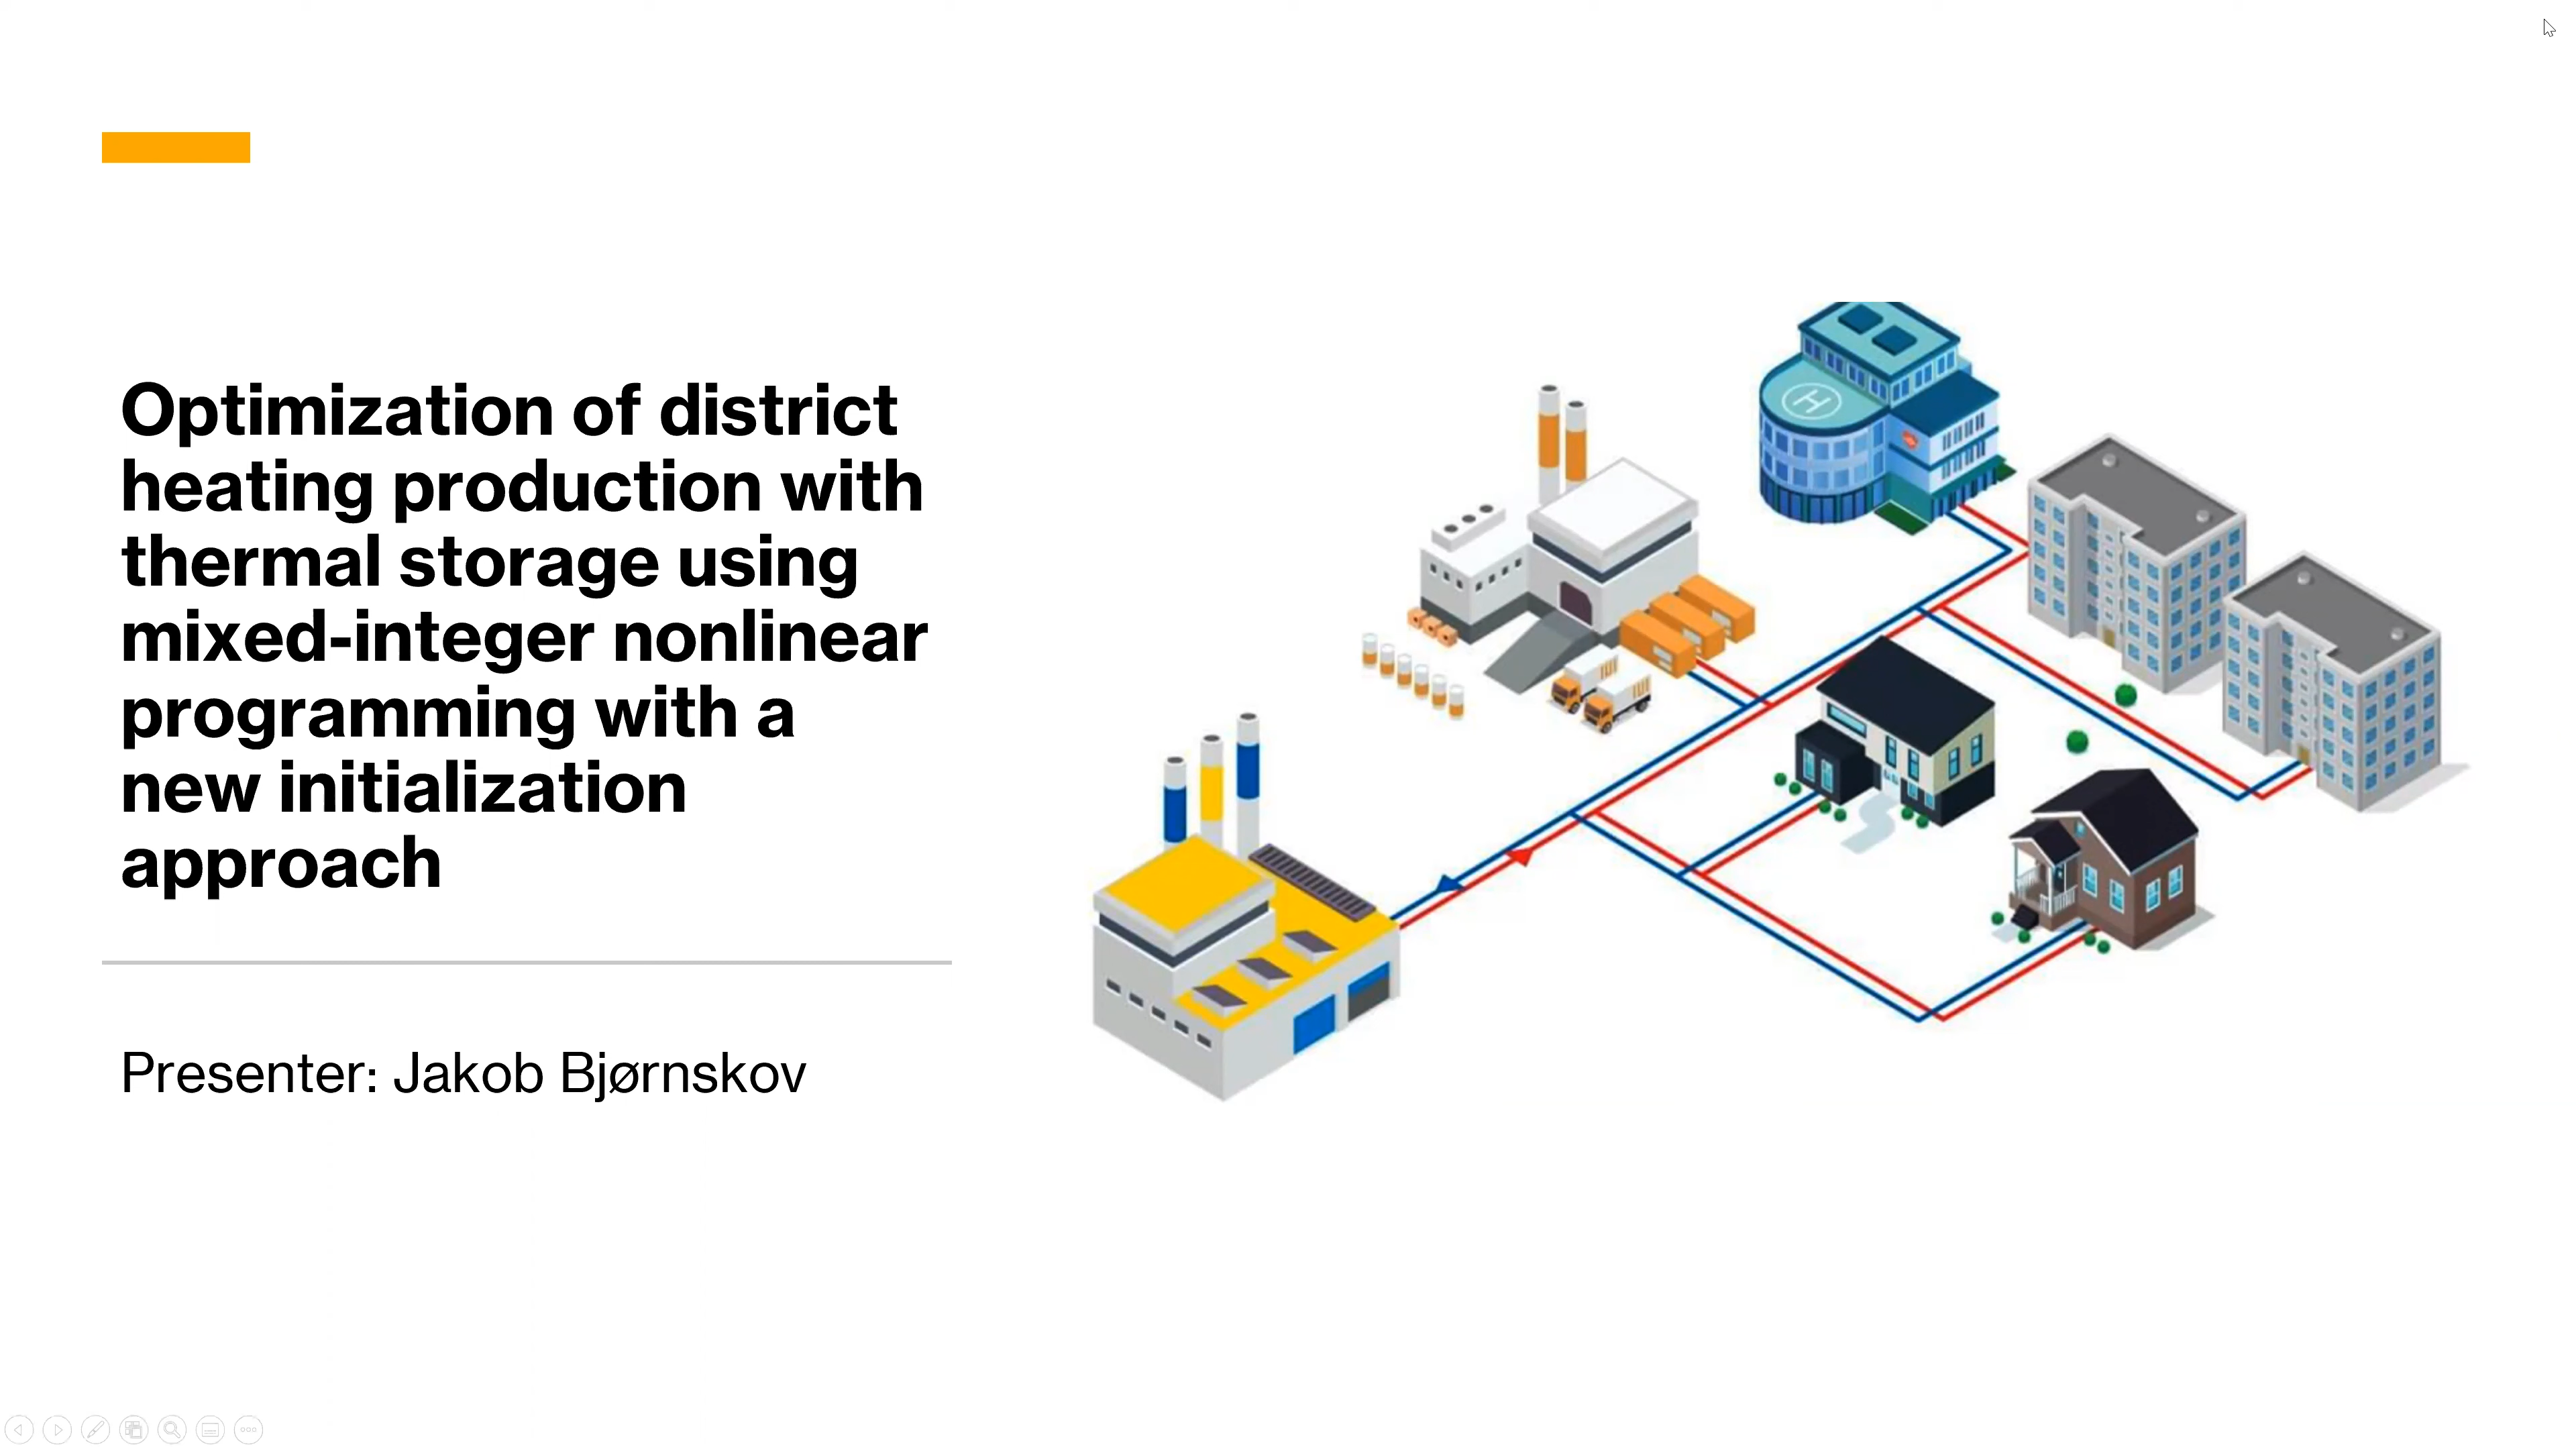 Optimization of district
heating production with
thermal storage using
mixed-integer nonlinear
programming with a
new initialization
approach
Presenter: Jakob Bjørnskov
H